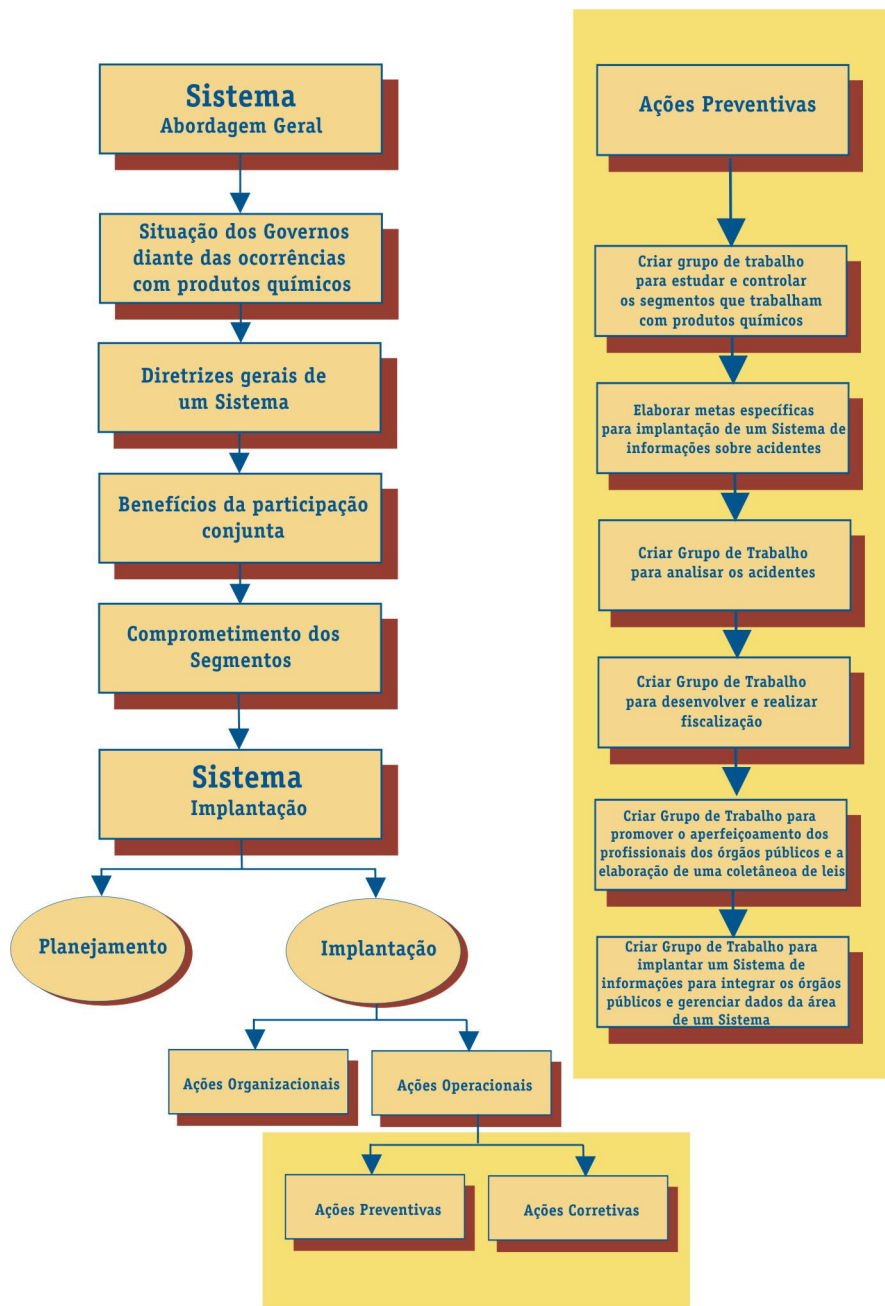 Sistema
Abordagem Geral
Situação dos Governos
diante das ocorrências
com produtos químicos
Diretrizes gerais de
um Sistema
Benefícios da participação
conjunta
Comprometimento dos
Segmentos
Sistema
Implantação
Planejamento
Implantação
Ações Organizacionais
Ações Operacionais
Ações Preventivas
Ações Corretivas
Ações Preventivas
Criar grupo de trabalho
para estudar e controlar
os segmentos que trabalham
com produtos químicos
Elaborar metas específicas
para implantação de um Sistema de
informações sobre acidentes
Criar Grupo de Trabalho
para analisar os acidentes
Criar Grupo de Trabalho
para desenvolver e realizar
fiscalização
Criar Grupo de Trabalho para
promover o aperfeiçoamento dos
profissionais dos órgãos públicos e a
elaboração de uma coletâneoa de leis
Criar Grupo de Trabalho para
implantar um Sistema de
informações para integrar os órgãos
públicos e gerenciar dados da área
de um Sistema